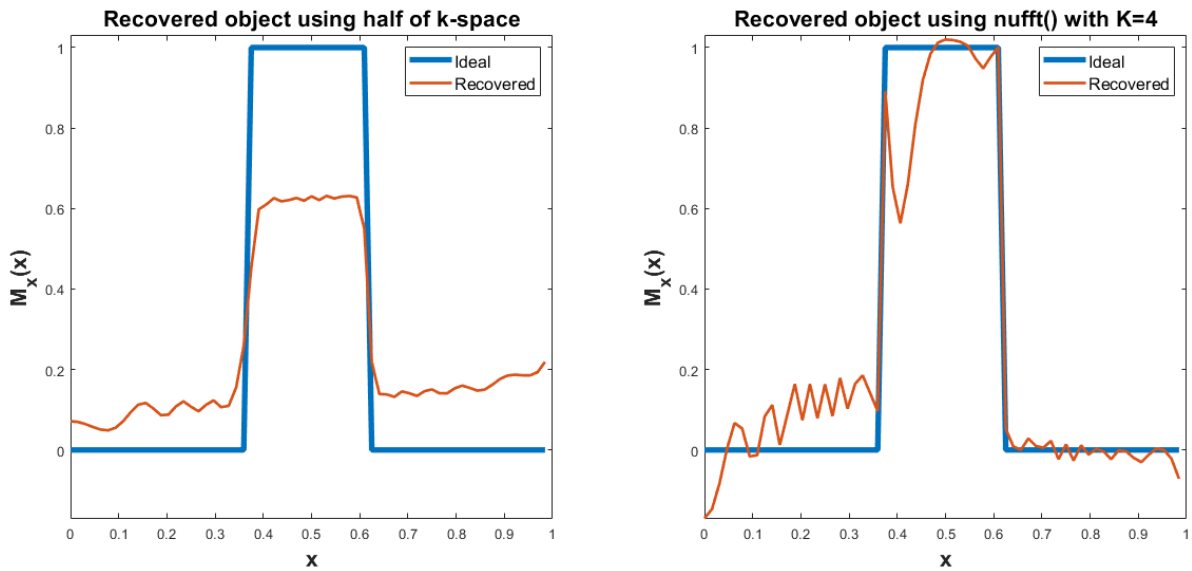 Recovered object using half of k-space
1
0.8
0.6
0.4
0.2
0
M_x(x)
Ideal
Recovered
0 0.1 0.2 0.3 0.4 0.5 0.6 0.7 0.8 0.9 1
x
Recovered object using nufft() with K=4
1
0.8
0.6
0.4
0.2
0
M_x(x)
Ideal
Recovered
0 0.1 0.2 0.3 0.4 0.5 0.6 0.7 0.8 0.9 1
x